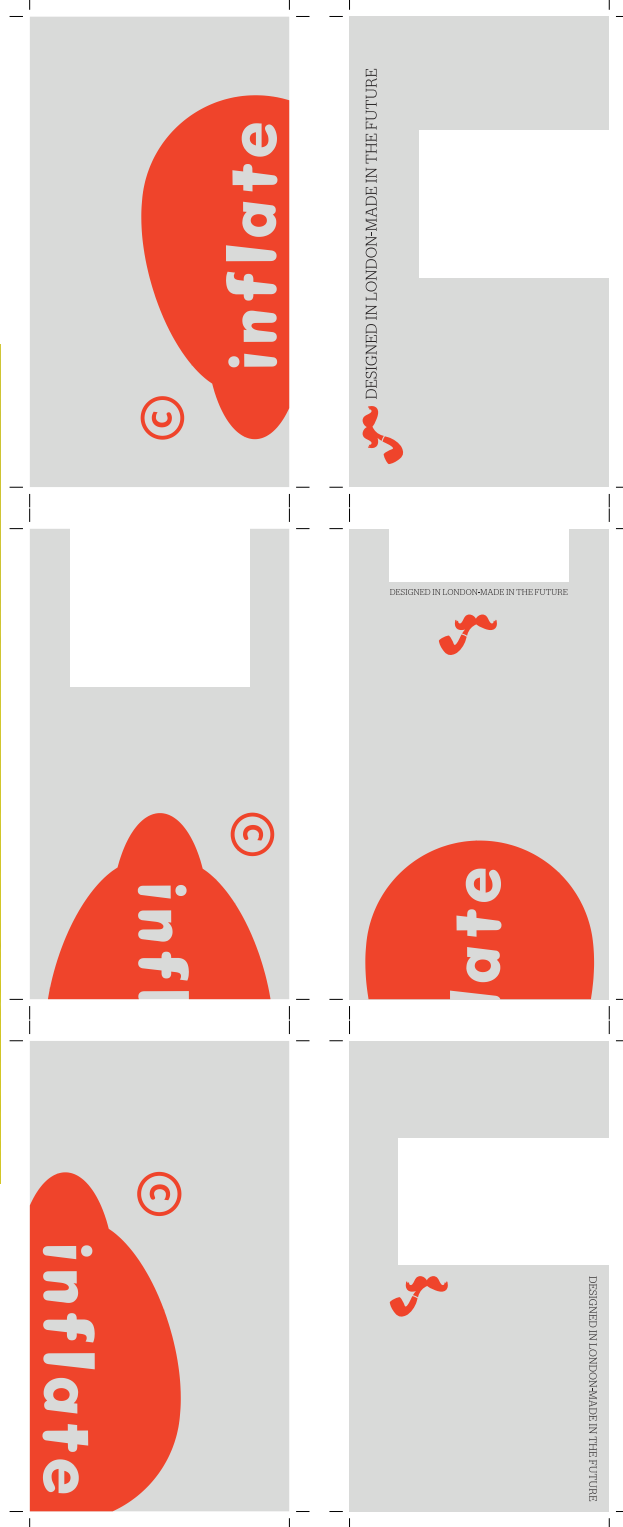 inflate
©
DESIGNED IN LONDON-MADE IN THE FUTURE
©
infl
DESIGNED IN LONDON-MADE IN THE FUTURE
late
©
inflate
DESIGNED IN LONDON-MADE IN THE FUTURE